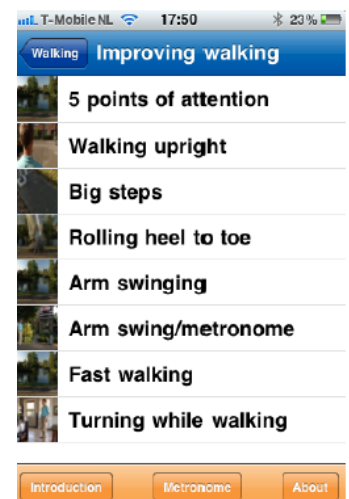 T-Mobile NL 17:50 23%
Walking Improving walking
5 points of attention
Walking upright
Big steps
Rolling heel to toe
Arm swinging
Arm swing/metronome
Fast walking
Turning while walking
Introduction Metronome About